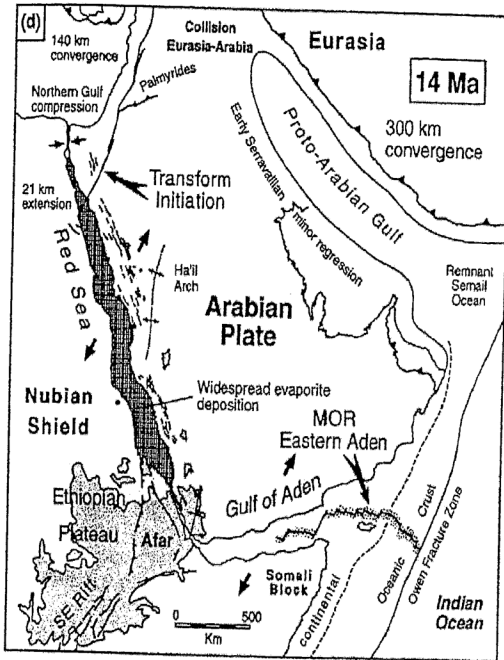 (d)
140 km
convergence
Collision
Eurasia-Arabia
Eurasia
14 Ma
Northern Gulf
compression
Palmyrides
300 km
convergence
Proto-Arabian Gulf
Early Serravallian
minor regression
21 km
extension
Transform
Initiation
Red Sea
Ha'il
Arch
Remnant
Semail
Ocean
Arabian
Plate
Nubian
Shield
Widespread evaporite
deposition
MOR
Eastern Aden
Gulf of Aden
Ethiopian
Plateau
Afar
SE Rift
Somali
Block
continental
Oceanic
Crust
Owen Fracture Zone
Indian
Ocean
0
500
Km